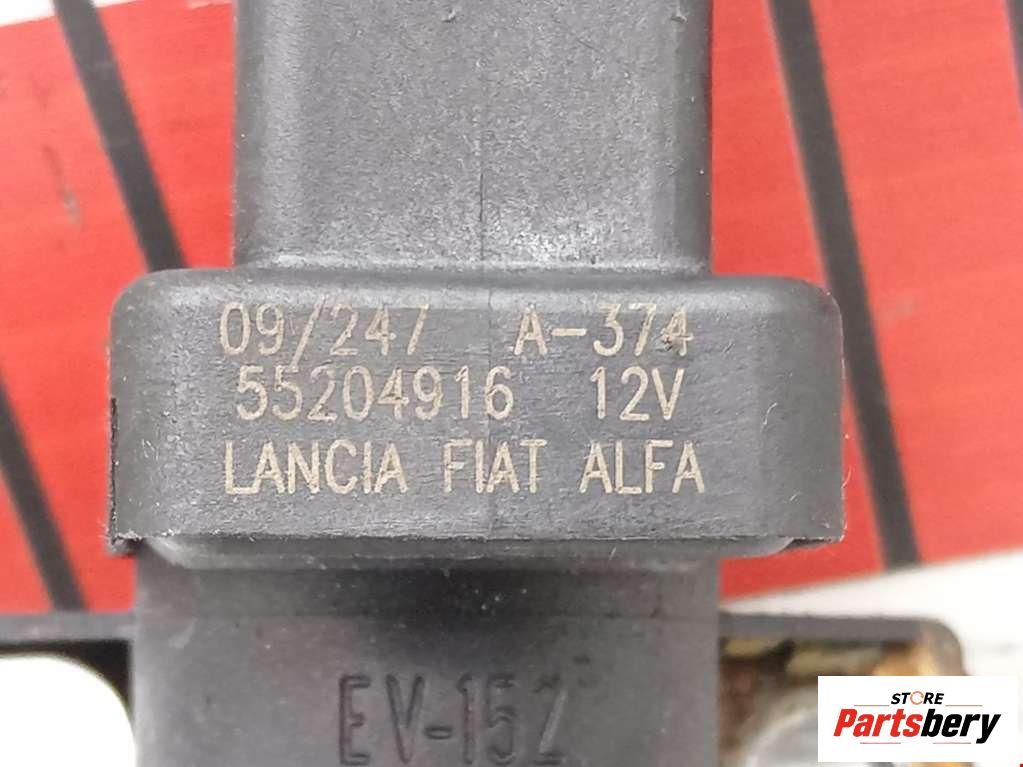 09/247 A-374
55204916 12V
LANCIA FIAT ALFA
EV-152
STORE
Partsbery